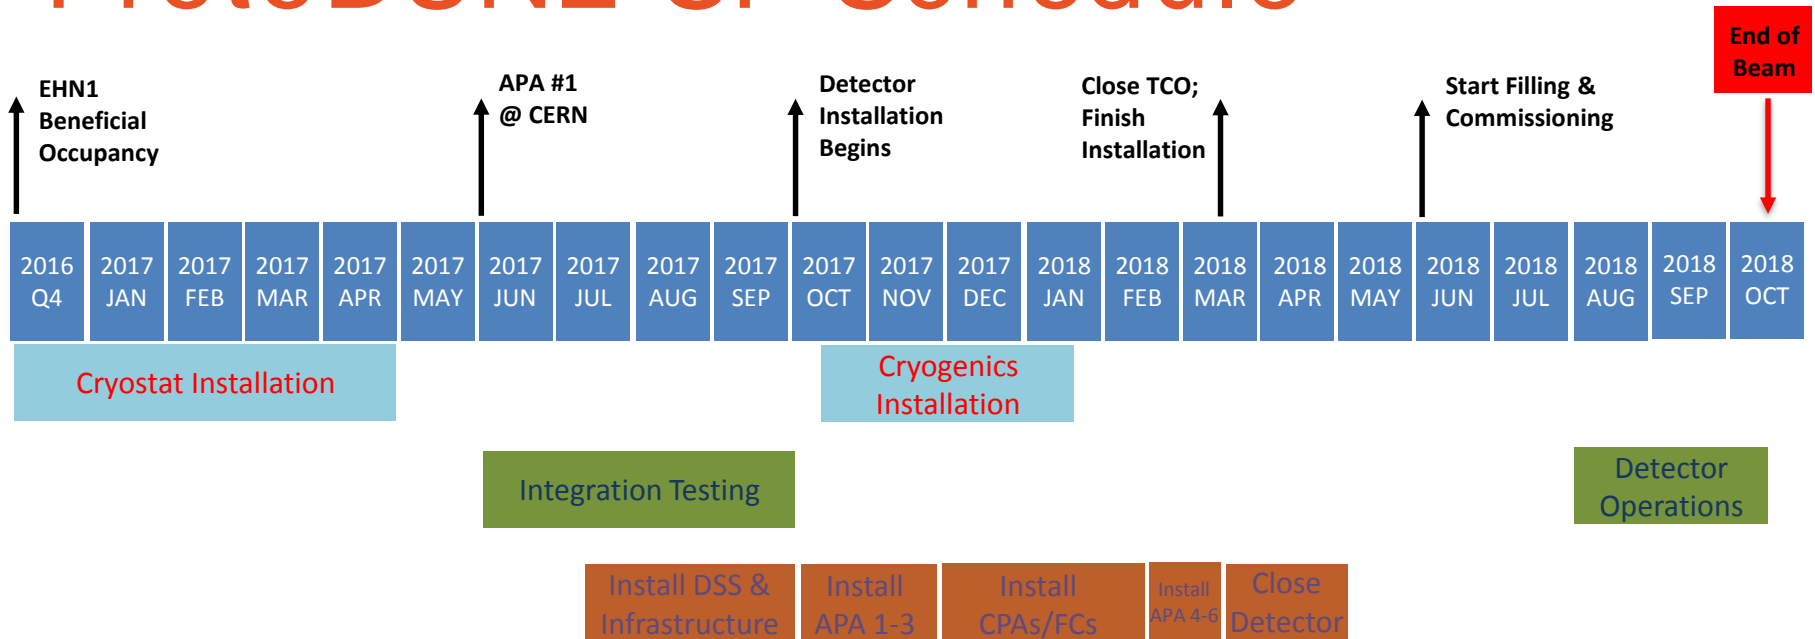 ProtoDUNE-SP Schedule
End of
Beam
EHN1
Beneficial
Occupancy
APA #1
@ CERN
Detector
Installation
Begins
Close TCO;
Finish
Installation
Start Filling &
Commissioning
2016 Q4
2017 JAN
2017 FEB
2017 MAR
2017 APR
2017 MAY
2017 JUN
2017 JUL
2017 AUG
2017 SEP
2017 OCT
2017 NOV
2017 DEC
2018 JAN
2018 FEB
2018 MAR
2018 APR
2018 MAY
2018 JUN
2018 JUL
2018 AUG
2018 SEP
2018 OCT
Cryostat Installation
Cryogenics
Installation
Integration Testing
Detector
Operations
Install DSS &
Infrastructure
Install
APA 1-3
Install
CPAs/FCs
Install
APA 4-6
Close
Detector